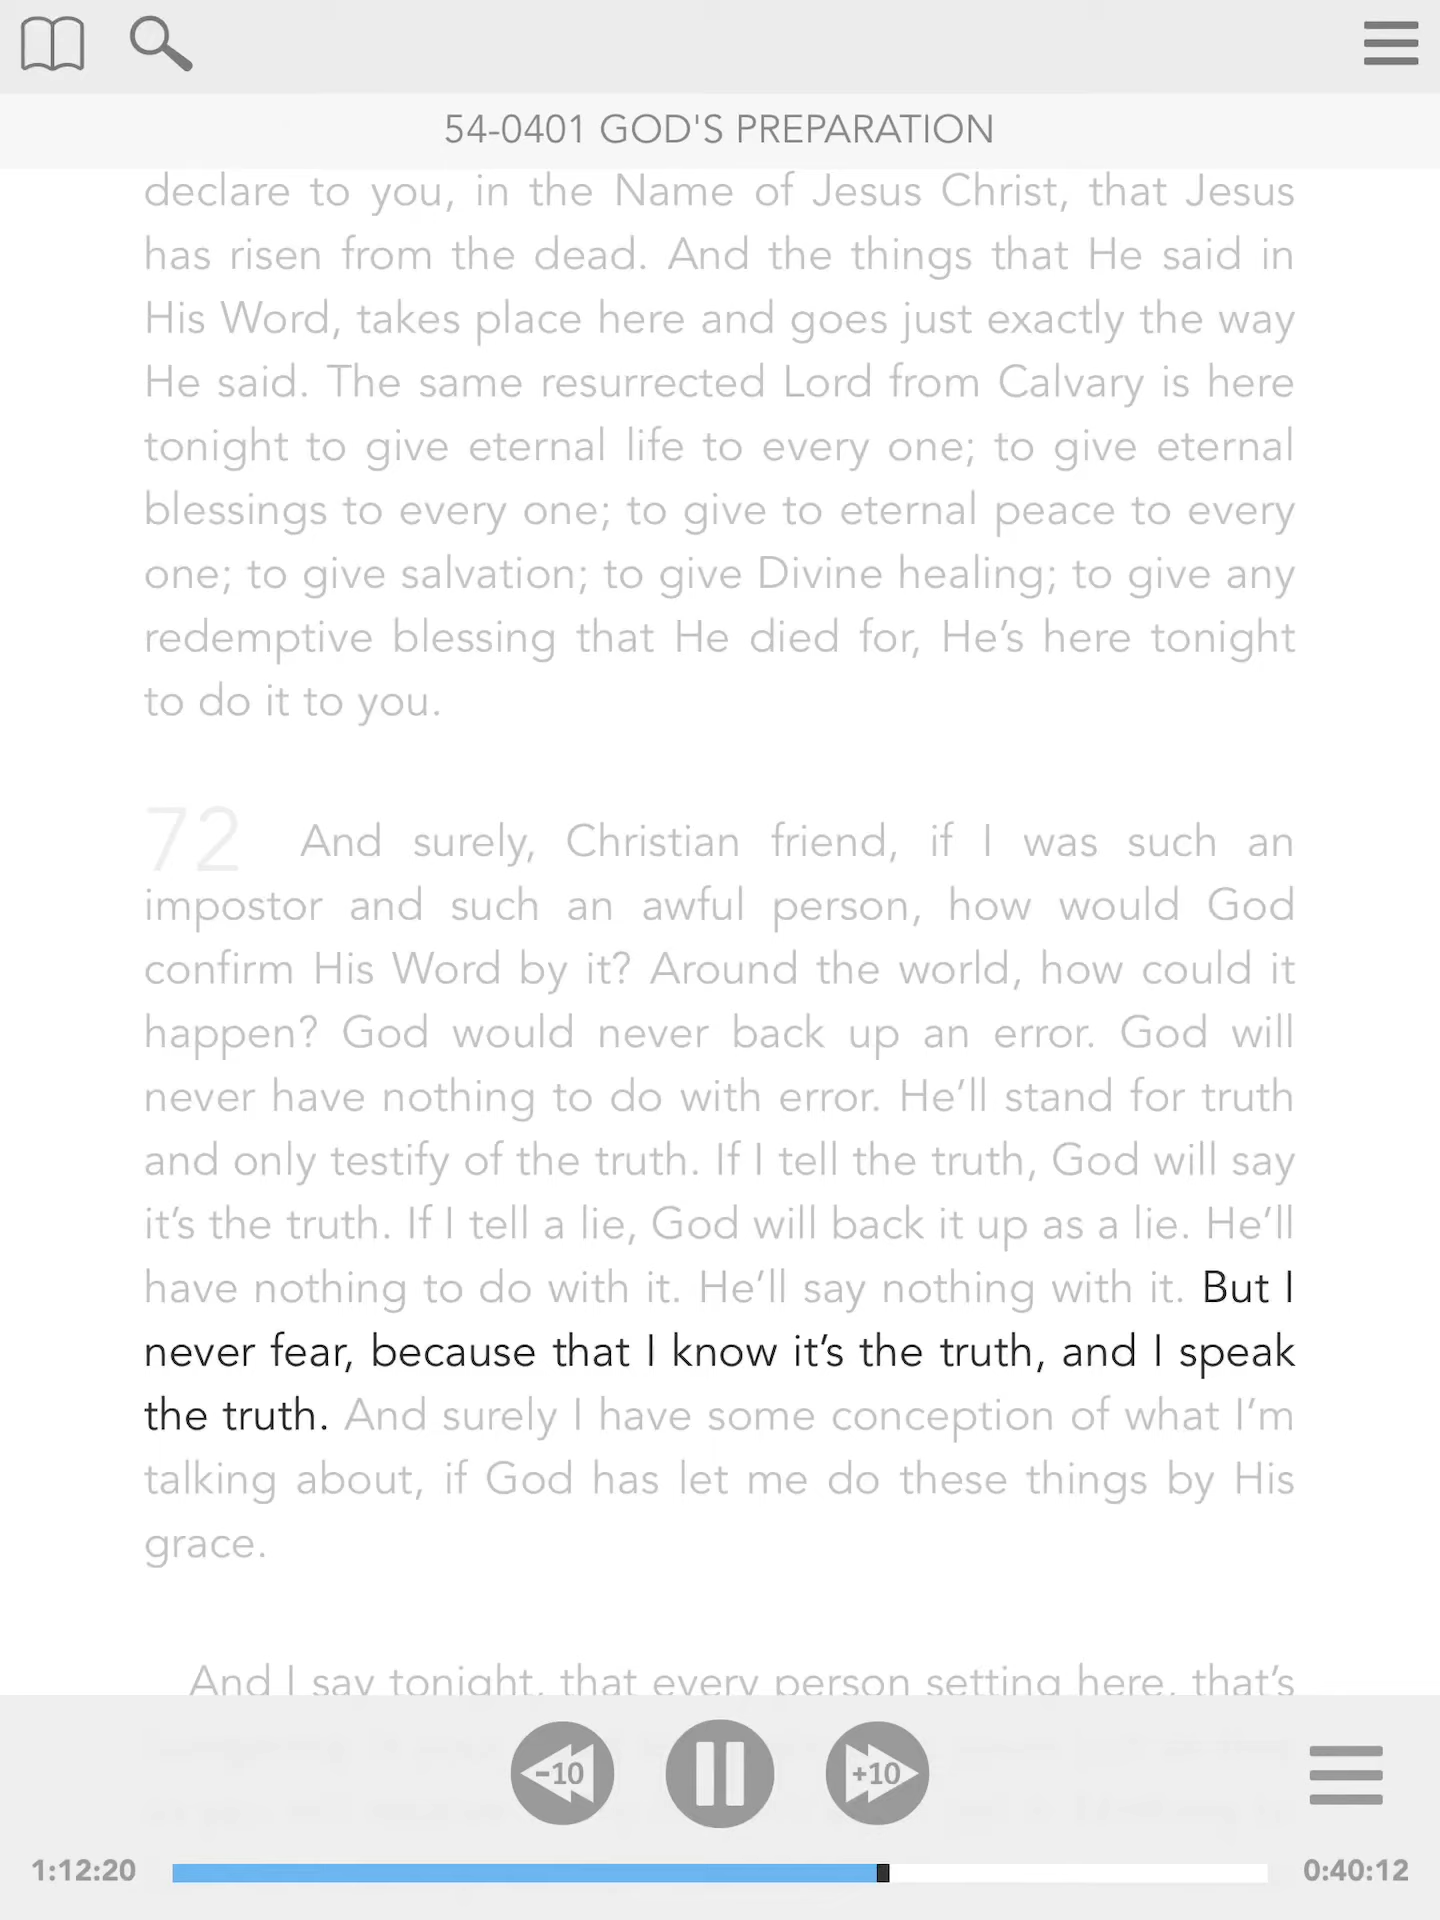 54-0401 GOD'S PREPARATION
declare to you, in the Name of Jesus Christ, that Jesus
has risen from the dead. And the things that He said in
His Word, takes place here and goes just exactly the way
He said. The same resurrected Lord from Calvary is here
tonight to give eternal life to every one; to give eternal
blessings to every one; to give to eternal peace to every
one; to give salvation; to give Divine healing; to give any
redemptive blessing that He died for, He’s here tonight
to do it to you.
72 And surely, Christian friend, if I was such an
impostor and such an awful person, how would God
confirm His Word by it? Around the world, how could it
happen? God would never back up an error. God will
never have nothing to do with error. He’ll stand for truth
and only testify of the truth. If I tell the truth, God will say
it’s the truth. If I tell a lie, God will back it up as a lie. He’ll
have nothing to do with it. He’ll say nothing with it. But I
never fear, because that I know it’s the truth, and I speak
the truth. And surely I have some conception of what I’m
talking about, if God has let me do these things by His
grace.
And I say tonight, that every person setting here, that’s
-10 +10
1:12:20 0:40:12